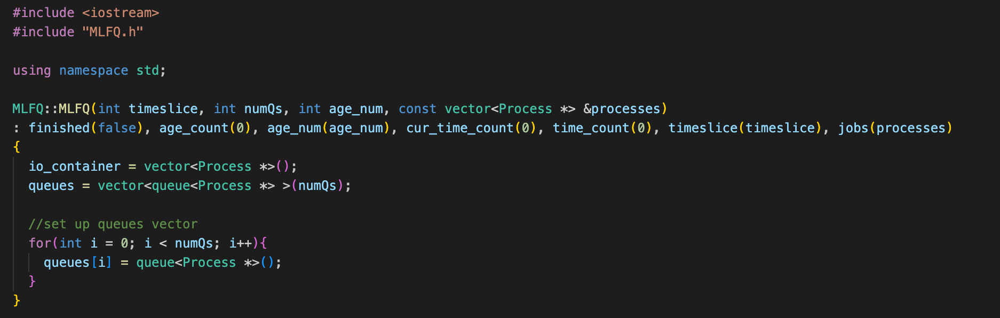 #include <iostream>
#include "MLFQ.h"
using namespace std;
MLFQ::MLFQ(int timeslice, int numQs, int age_num, const vector<Process *> &processes)
: finished(false), age_count(0), age_num(age_num), cur_time_count(0), time_count(0), timeslice(timeslice), jobs(processes)
{
io_container = vector<Process *>();
queues = vector<queue<Process *> >(numQs);
//set up queues vector
for(int i = 0; i < numQs; i++){
queues[i] = queue<Process *>();
}
}